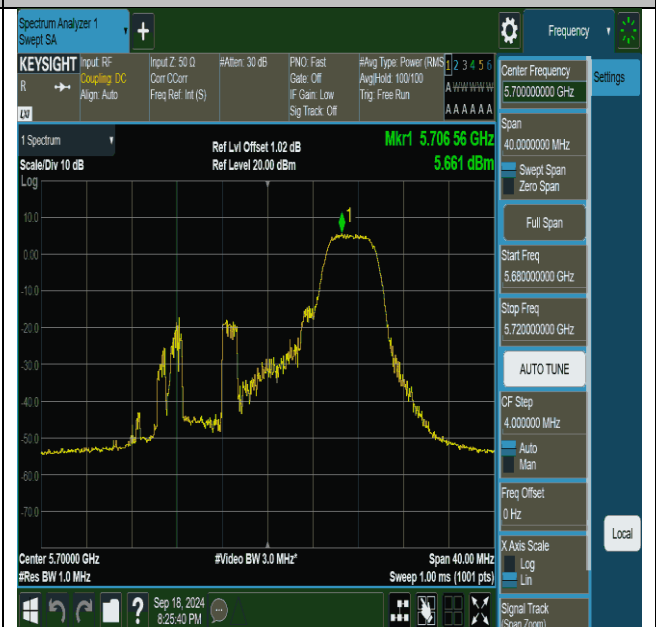 Spectrum Analyzer 1
Swept SA
+
Frequency
KEYSIGHT
R
LXI
Input: RF
Coupling: DC
Align: Auto
Input Z: 50 Ω
Corr CCorr
Freq Ref: Int (S)
#Atten: 30 dB
PNO: Fast
Gate: Off
IF Gain: Low
Sig Track: Off
#Avg Type: Power (RMS
Avg|Hold: 100/100
Trig: Free Run
1 2 3 4 5 6
A W W W W W
A A A A A A
1 Spectrum
Scale/Div 10 dB
Log
Ref Lvl Offset 1.02 dB
Ref Level 20.00 dBm
Mkr1 5.706 56 GHz
5.661 dBm
10.0
0.00
-10.0
-20.0
-30.0
-40.0
-50.0
-60.0
-70.0
1
Center 5.70000 GHz
#Res BW 1.0 MHz
#Video BW 3.0 MHz*
Span 40.00 MHz
Sweep 1.00 ms (1001 pts)
Sep 18, 2024
8:25:40 PM
Center Frequency
5.700000000 GHz
Settings
Span
40.0000000 MHz
Swept Span
Zero Span
Full Span
Start Freq
5.680000000 GHz
Stop Freq
5.720000000 GHz
AUTO TUNE
CF Step
4.000000 MHz
Auto
Man
Freq Offset
0 Hz
X Axis Scale
Log
Lin
Local
Signal Track
(Span Zoom)